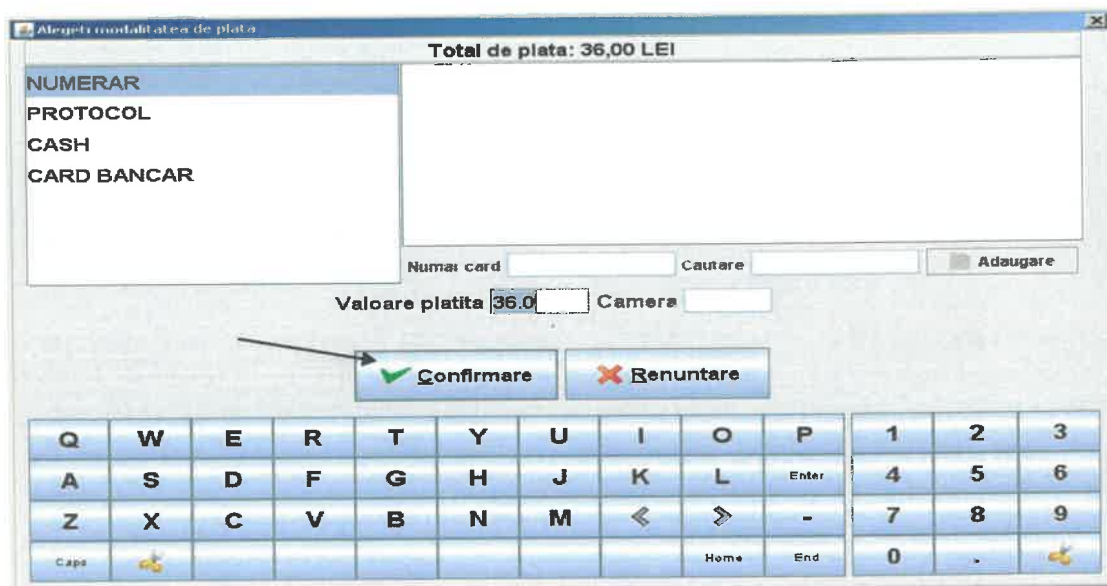 Alegeti modalitatea de plata
Total de plata: 36,00 LEI
NUMERAR
PROTOCOL
CASH
CARD BANCAR
Numar card
Cautare
Adaugare
Valoare platita 36.0 Camera
Confirmare
Renuntare
Q W E R T Y U I O P 1 2 3
A S D F G H J K L Enter 4 5 6
Z X C V B N M - 7 8 9
Caps Home End 0 .